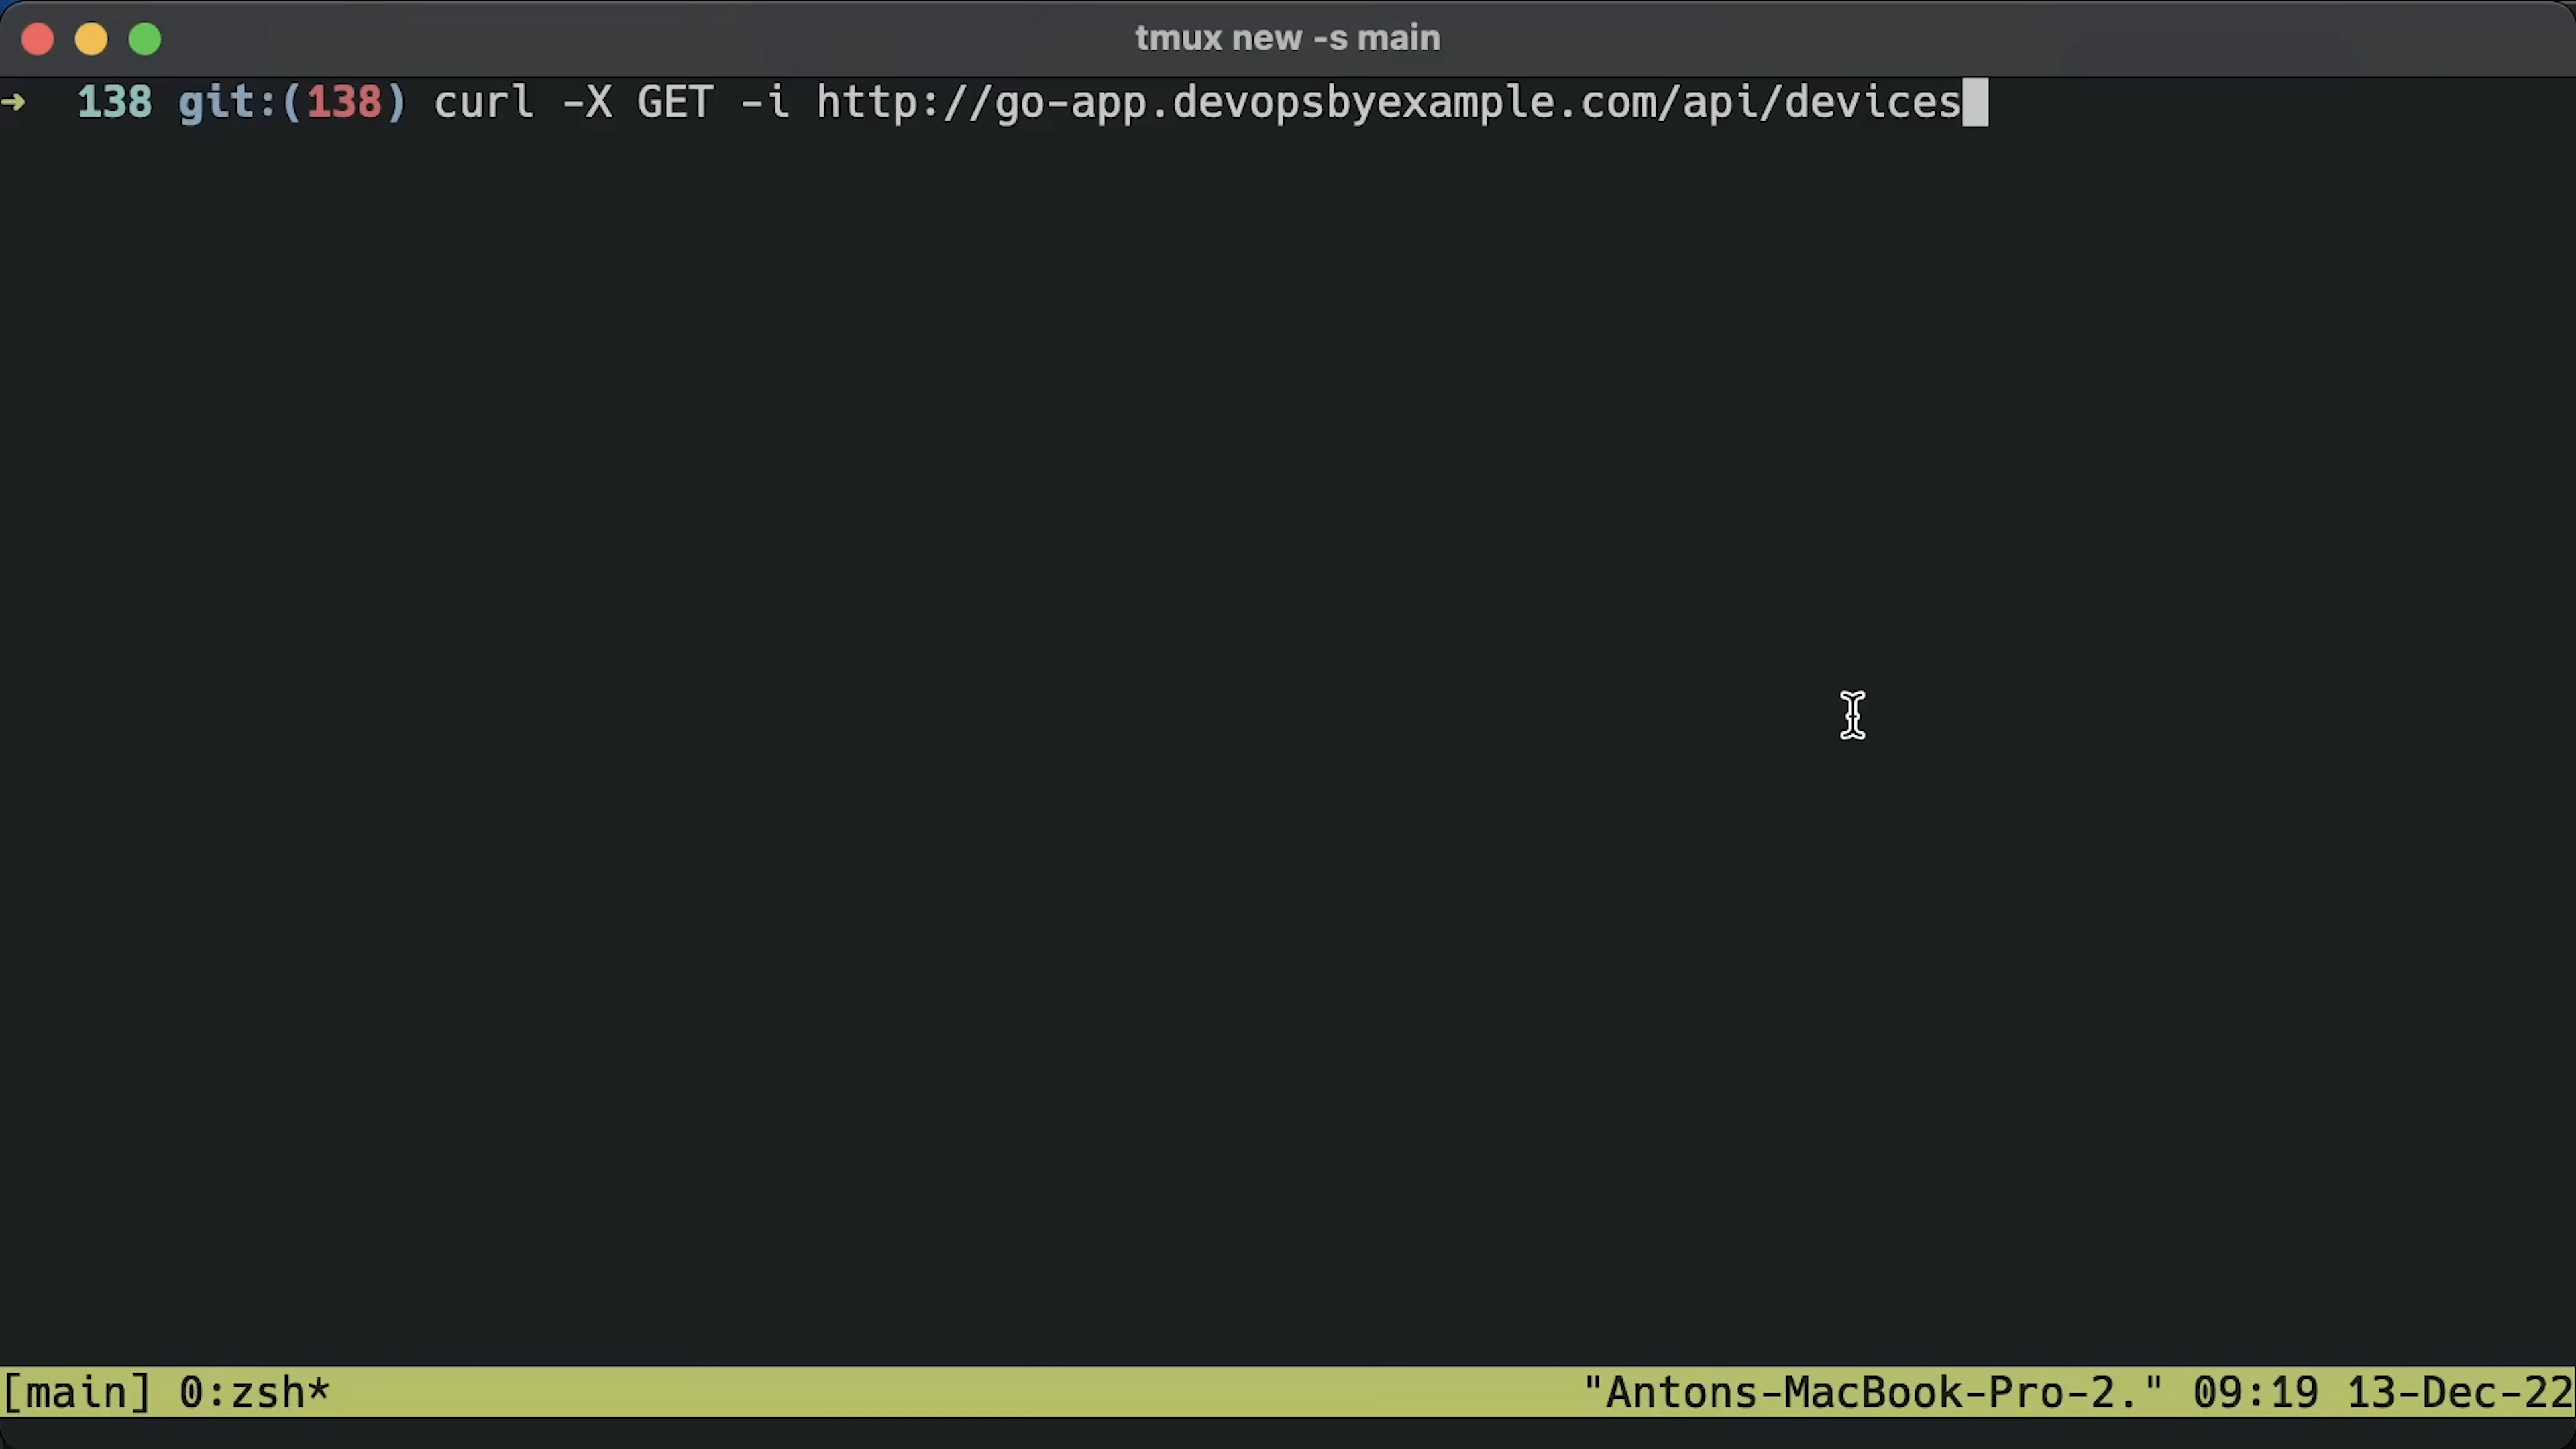 tmux new -s main
➜  138 git:(138) curl -X GET -i http://go-app.devopsbyexample.com/api/devices
[main] 0:zsh* "Antons-MacBook-Pro-2." 09:19 13-Dec-22